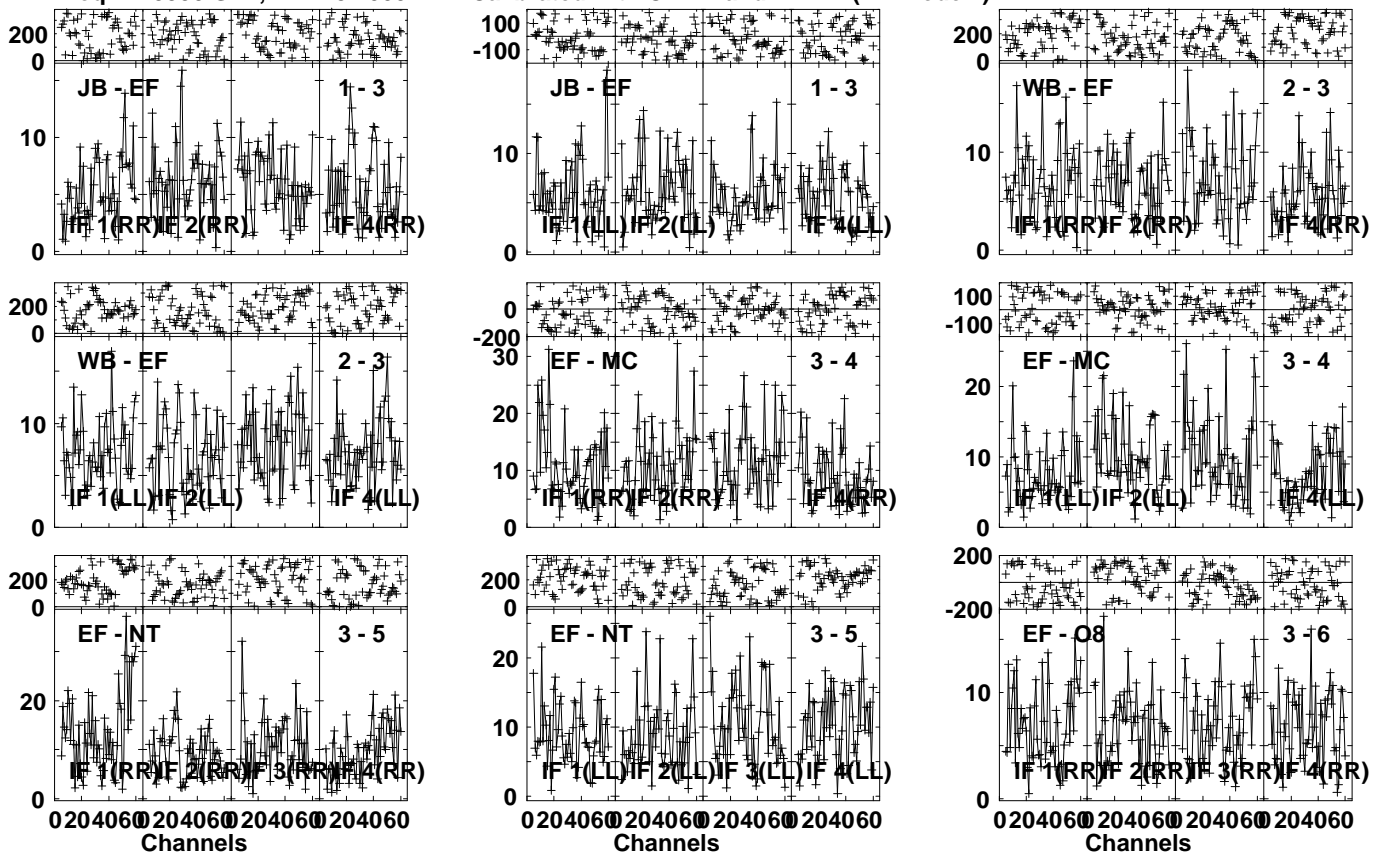 200
0
JB - EF
1 - 3
10
0
IF 1(RR)
IF 2(RR)
IF 4(RR)
100
-100
JB - EF
1 - 3
10
0
IF 1(LL)
IF 2(LL)
IF 4(LL)
200
0
WB - EF
2 - 3
10
0
IF 1(RR)
IF 2(RR)
IF 4(RR)
200
0
WB - EF
2 - 3
10
0
IF 1(LL)
IF 2(LL)
IF 4(LL)
0
-200
EF - MC
3 - 4
30
20
10
0
IF 1(RR)
IF 2(RR)
IF 4(RR)
100
-100
EF - MC
3 - 4
20
10
0
IF 1(LL)
IF 2(LL)
IF 4(LL)
200
0
EF - NT
3 - 5
20
0
IF 1(RR)
IF 2(RR)
IF 3(RR)
IF 4(RR)
0 20 40 60 0 20 40 60 0 20 40 60 0 20 40 60
Channels
200
0
EF - NT
3 - 5
20
10
0
IF 1(LL)
IF 2(LL)
IF 3(LL)
IF 4(LL)
0 20 40 60 0 20 40 60 0 20 40 60 0 20 40 60
Channels
200
-200
EF - O8
3 - 6
10
0
IF 1(RR)
IF 2(RR)
IF 3(RR)
IF 4(RR)
0 20 40 60 0 20 40 60 0 20 40 60 0 20 40 60
Channels